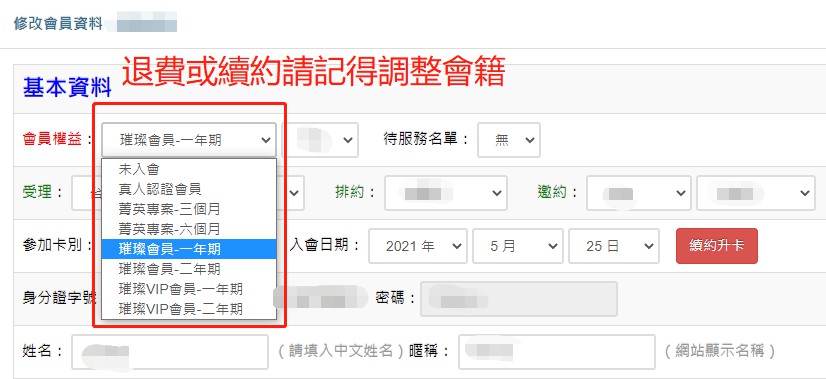 修改會員資料
退費或續約請記得調整會籍
基本資料
會員權益： 璀璨會員-一年期 待服務名單： 無
未入會
真人認證會員
受理： 排約： 邀約：
菁英專案-三個月
菁英專案-六個月
參加卡別： 璀璨會員-一年期 入會日期： 2021 年 5 月 25 日 續約升卡
璀璨會員-二年期
璀璨VIP會員-一年期
身分證字號 密碼：
璀璨VIP會員-二年期
姓名： （請填入中文姓名）暱稱： （網站顯示名稱）